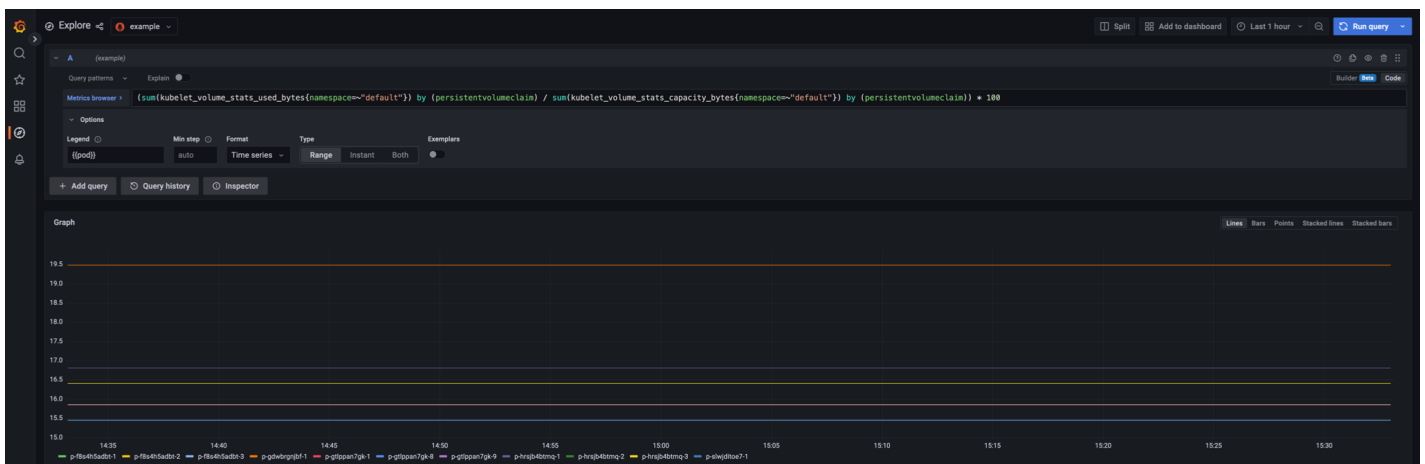 Explore example Split Add to dashboard Last 1 hour Run query
A (example)
Query patterns Explain Builder Beta Code
Metrics browser > (sum(kubelet_volume_stats_used_bytes{namespace=~"default"}) by (persistentvolumeclaim) / sum(kubelet_volume_stats_capacity_bytes{namespace=~"default"}) by (persistentvolumeclaim)) * 100
Options
Legend Min step Format Type Exemplars
{{pod}} auto Time series Range Instant Both
+ Add query Query history Inspector
Graph Lines Bars Points Stacked lines Stacked bars
19.5
19.0
18.5
18.0
17.5
17.0
16.5
16.0
15.5
15.0
14:35 14:40 14:45 14:50 14:55 15:00 15:05 15:10 15:15 15:20 15:25 15:30
p-f8s4h5adbt-1 p-f8s4h5adbt-2 p-f8s4h5adbt-3 p-gdwbrgnjbf-1 p-gtlppan7gk-1 p-gtlppan7gk-8 p-gtlppan7gk-9 p-hrsjb4btmq-1 p-hrsjb4btmq-2 p-hrsjb4btmq-3 p-slwjditoe7-1